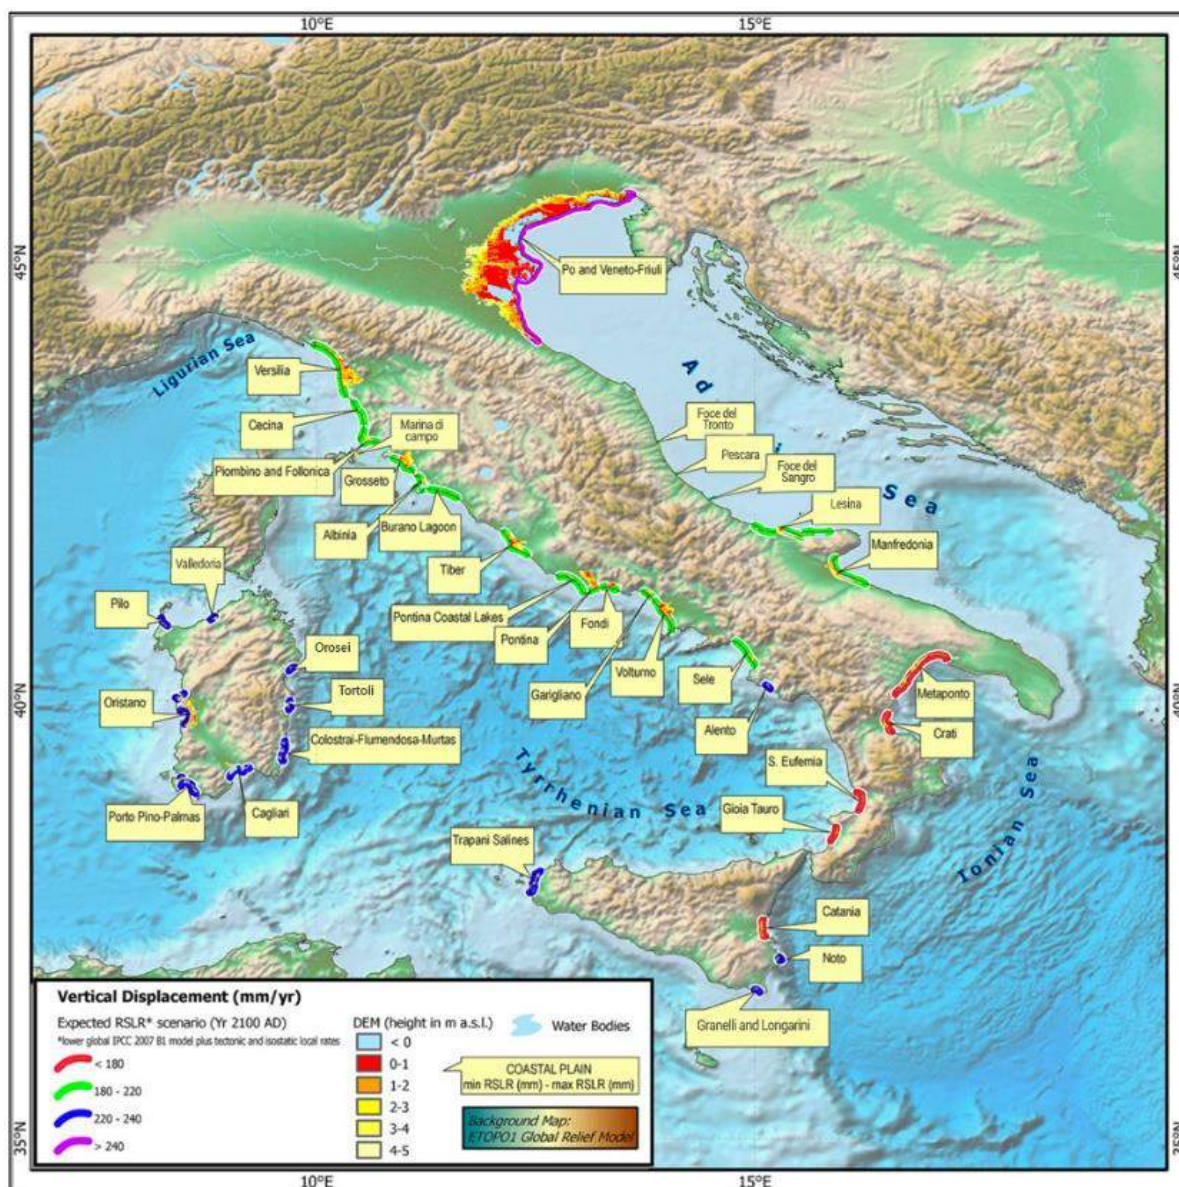 10°E
15°E
45°N
45°N
Po and Veneto-Friuli
Ligurian Sea
Versilia
Ad
Sea
Cecina
Marina di
campo
Foce del
Tronto
Piombino and Follonica
Pescara
Grosseto
Foce del
Sangro
Albinia
Burano Lagoon
Lesina
Manfredonia
Tiber
Valledoria
Pilo
Pontina Coastal Lakes
Pontina
Fondi
Orosei
Garigliano
Volturno
Sele
Metaponto
40°N
40°N
Oristano
Tortoli
Alento
Crati
Colostrai-Flumendosa-Murtas
S. Eufemia
Tyrrhenian Sea
Ionian Sea
Porto Pino-Palmas
Cagliari
Gioia Tauro
Trapani Salines
Catania
Noto
Granelli and Longarini
Vertical Displacement (mm/yr)
Expected RSLR* scenario (Yr 2100 AD)
*lower global IPCC 2007 B1 model plus tectonic and isostatic local rates
< 180
180 - 220
220 - 240
> 240
DEM (height in m a.s.l.)
< 0
0-1
1-2
2-3
3-4
4-5
Water Bodies
COASTAL PLAIN
min RSLR (mm) - max RSLR (mm)
Background Map:
ETOPO1 Global Relief Model
35°N
35°N
10°E
15°E